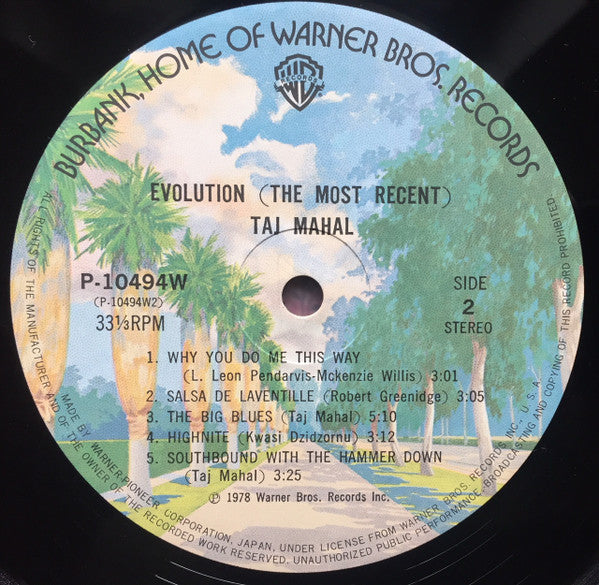 BURBANK, HOME OF WARNER BROS. RECORDS
WB
RECORDS
EVOLUTION (THE MOST RECENT)
TAJ MAHAL
P-10494W
(P-10494W2)
33⅓RPM
SIDE
2
STEREO
1. WHY YOU DO ME THIS WAY
(L. Leon Pendarvis-Mckenzie Willis) 3:01
2. SALSA DE LAVENTILLE (Robert Greenidge) 3:05
3. THE BIG BLUES (Taj Mahal) 5:10
4. HIGHNITE (Kwasi Dzidzornu) 3:12
5. SOUTHBOUND WITH THE HAMMER DOWN
(Taj Mahal) 3:25
℗ 1978 Warner Bros. Records Inc.
MADE BY WARNER-PIONEER CORPORATION, JAPAN, UNDER LICENSE FROM WARNER BROS RECORDS INC., U.S.A.
ALL RIGHTS OF THE MANUFACTURER AND OF THE OWNER OF THE RECORDED WORK RESERVED. UNAUTHORIZED PUBLIC PERFORMANCE, BROADCASTING AND COPYING OF THIS RECORD PROHIBITED